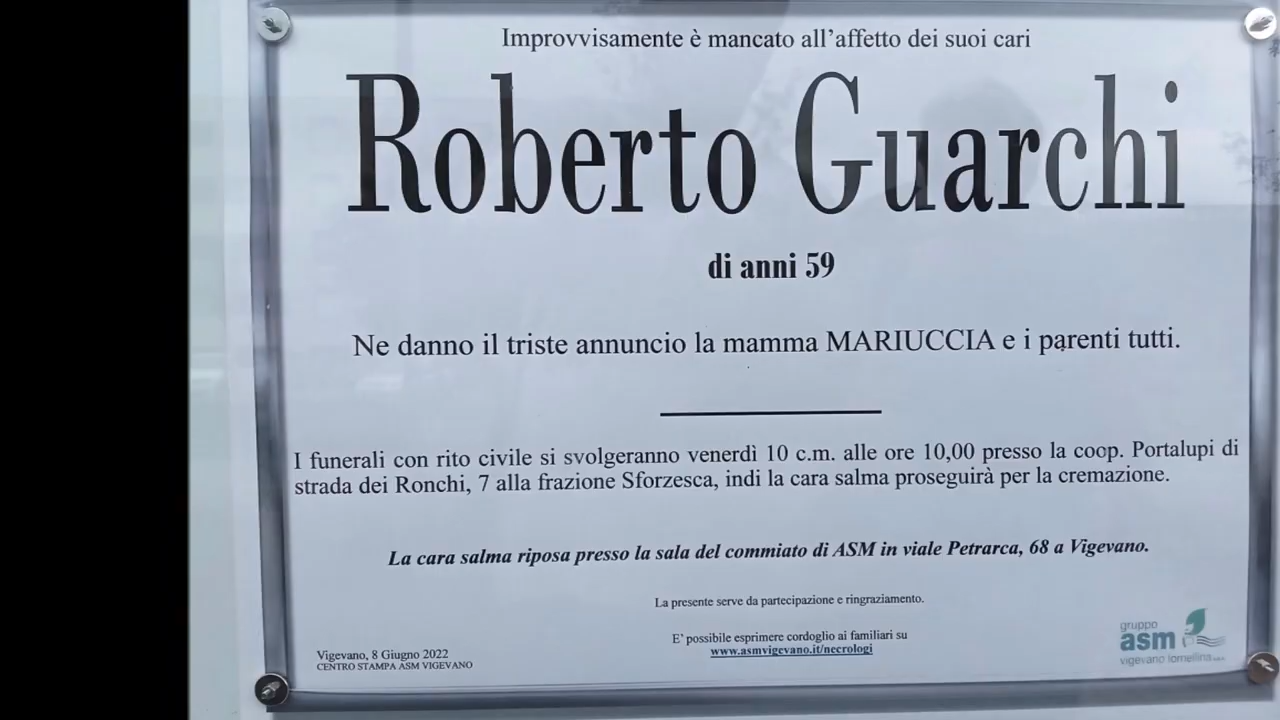 Improvvisamente è mancato all'affetto dei suoi cari
Roberto Guarchi
di anni 59
Ne danno il triste annuncio la mamma MARIUCCIA e i parenti tutti.
I funerali con rito civile si svolgeranno venerdì 10 c.m. alle ore 10,00 presso la coop. Portalupi di
strada dei Ronchi, 7 alla frazione Sforzesca, indi la cara salma proseguirà per la cremazione.
La cara salma riposa presso la sala del commiato di ASM in viale Petrarca, 68 a Vigevano.
La presente serve da partecipazione e ringraziamento.
E' possibile esprimere cordoglio ai familiari su
www.asmvigevano.it/necrologi
Vigevano, 8 Giugno 2022
CENTRO STAMPA ASM VIGEVANO
gruppo
asm
vigevano lomellina